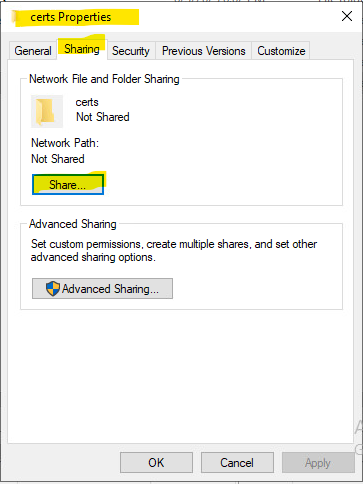 certs Properties
General Sharing Security Previous Versions Customize
Network File and Folder Sharing
certs
Not Shared
Network Path:
Not Shared
Share...
Advanced Sharing
Set custom permissions, create multiple shares, and set other
advanced sharing options.
Advanced Sharing...
OK Cancel Apply